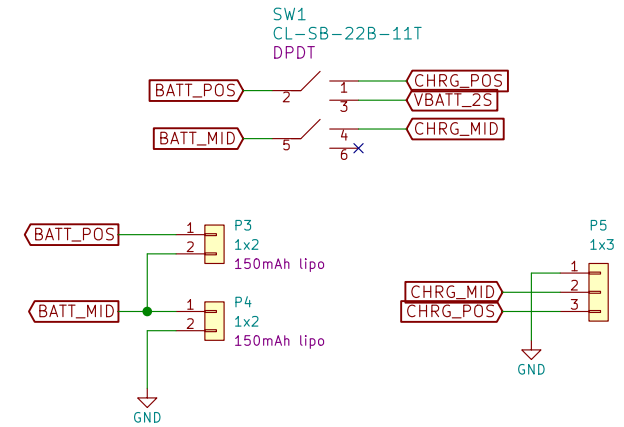 SW1
CL-SB-22B-11T
DPDT
BATT_POS 2 1 CHRG_POS
3 VBATT_2S
BATT_MID 5 4 CHRG_MID
6
P3
BATT_POS 1 1x2
2 150mAh lipo
P4
BATT_MID 1 1x2
2 150mAh lipo
GND
P5
1x3
1
CHRG_MID 2
CHRG_POS 3
GND